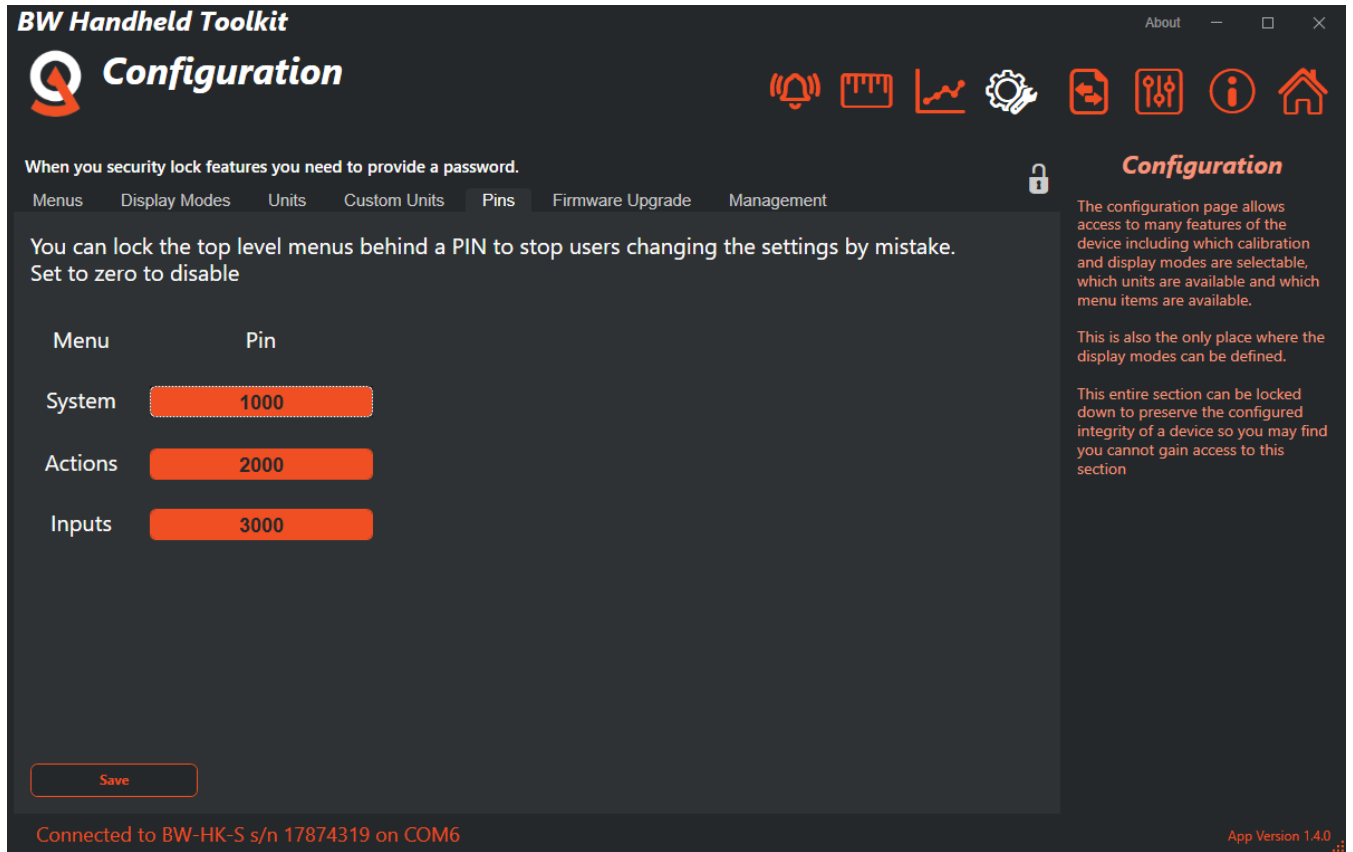 BW Handheld Toolkit
About
Configuration
When you security lock features you need to provide a password.
Menus Display Modes Units Custom Units Pins Firmware Upgrade Management
You can lock the top level menus behind a PIN to stop users changing the settings by mistake.
Set to zero to disable
Menu Pin
System 1000
Actions 2000
Inputs 3000
Save
Configuration
The configuration page allows
access to many features of the
device including which calibration
and display modes are selectable,
which units are available and which
menu items are available.
This is also the only place where the
display modes can be defined.
This entire section can be locked
down to preserve the configured
integrity of a device so you may find
you cannot gain access to this
section
Connected to BW-HK-S s/n 17874319 on COM6
App Version 1.4.0